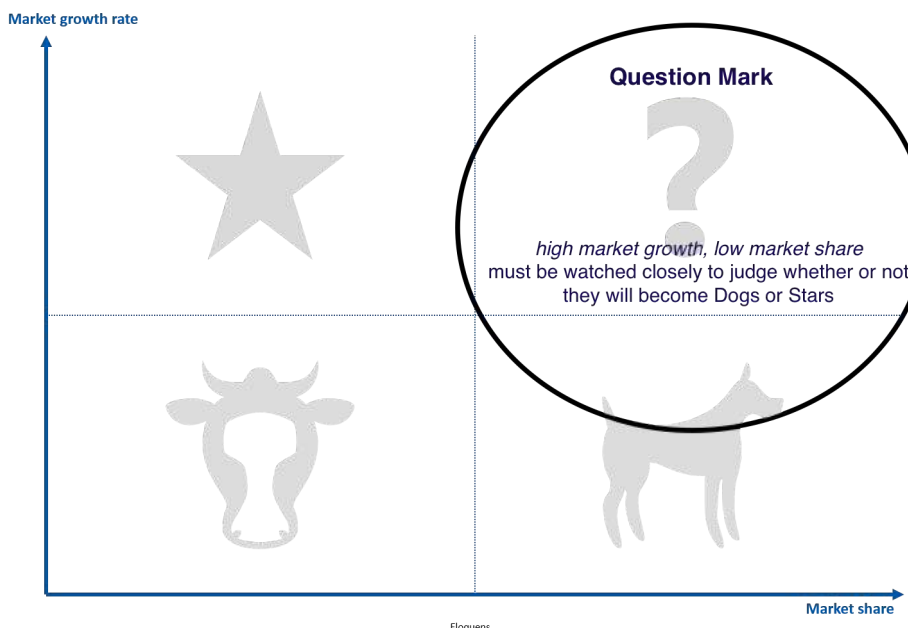 Market growth rate
Question Mark
?
high market growth, low market share
must be watched closely to judge whether or not
they will become Dogs or Stars
Market share
Eloquens